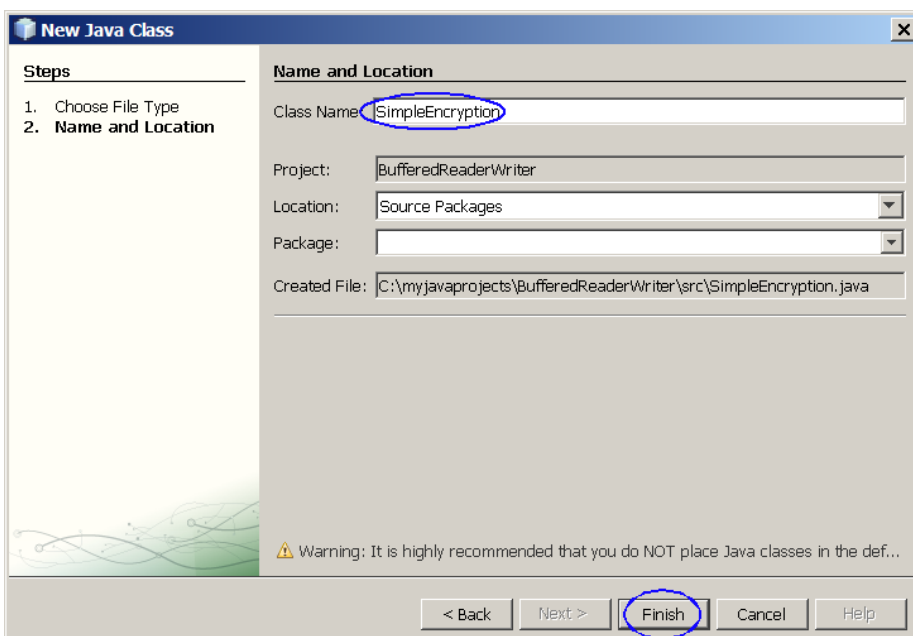 New Java Class
Steps
1. Choose File Type
2. Name and Location
Name and Location
Class Name: SimpleEncryption
Project: BufferedReaderWriter
Location: Source Packages
Package:
Created File: C:\myjavaprojects\BufferedReaderWriter\src\SimpleEncryption.java
Warning: It is highly recommended that you do NOT place Java classes in the def...
< Back Next > Finish Cancel Help